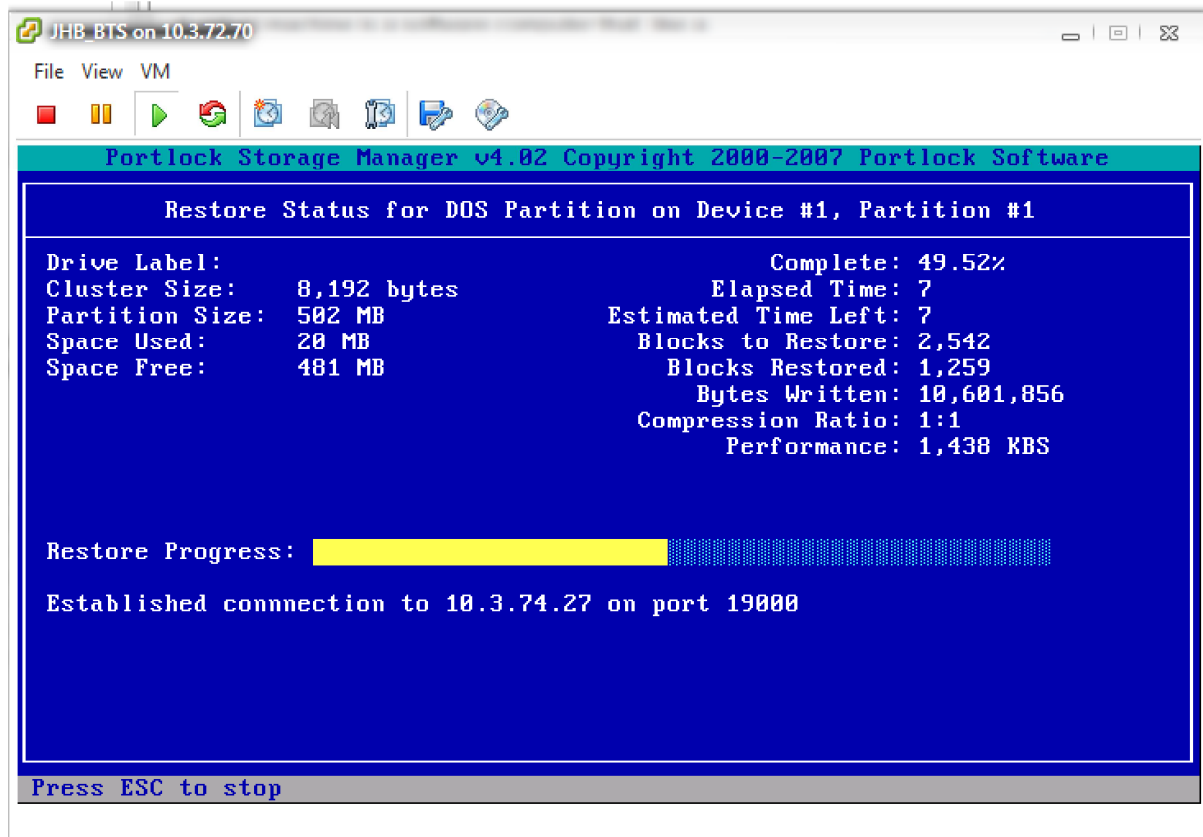 JHB_BTS on 10.3.72.70
File View VM
Portlock Storage Manager v4.02 Copyright 2000-2007 Portlock Software
Restore Status for DOS Partition on Device #1, Partition #1
Drive Label: Complete: 49.52%
Cluster Size: 8,192 bytes Elapsed Time: 7
Partition Size: 502 MB Estimated Time Left: 7
Space Used: 20 MB Blocks to Restore: 2,542
Space Free: 481 MB Blocks Restored: 1,259
Bytes Written: 10,601,856
Compression Ratio: 1:1
Performance: 1,438 KBS
Restore Progress:
Established connnection to 10.3.74.27 on port 19000
Press ESC to stop